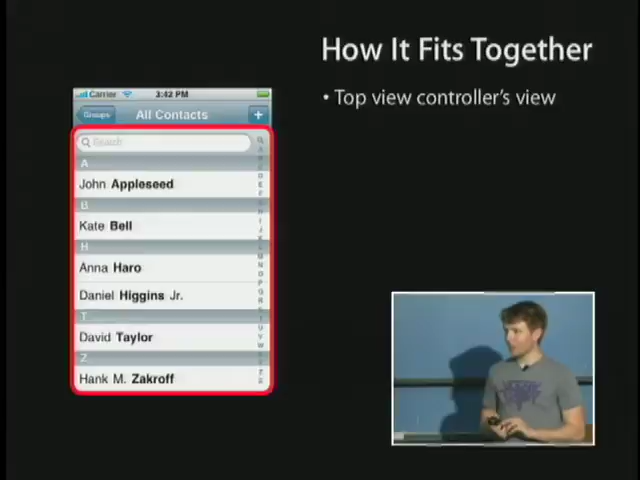 How It Fits Together
• Top view controller's view
Carrier 3:42 PM
Groups All Contacts +
Search
A
John Appleseed
B
Kate Bell
H
Anna Haro
Daniel Higgins Jr.
T
David Taylor
Z
Hank M. Zakroff